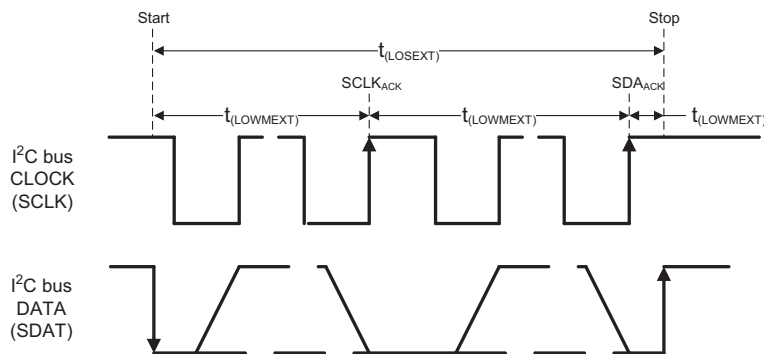 Start Stop
t(LOSEXT)
SCLKACK SDAACK
t(LOWMEXT) t(LOWMEXT) t(LOWMEXT)
I2C bus
CLOCK
(SCLK)
I2C bus
DATA
(SDAT)